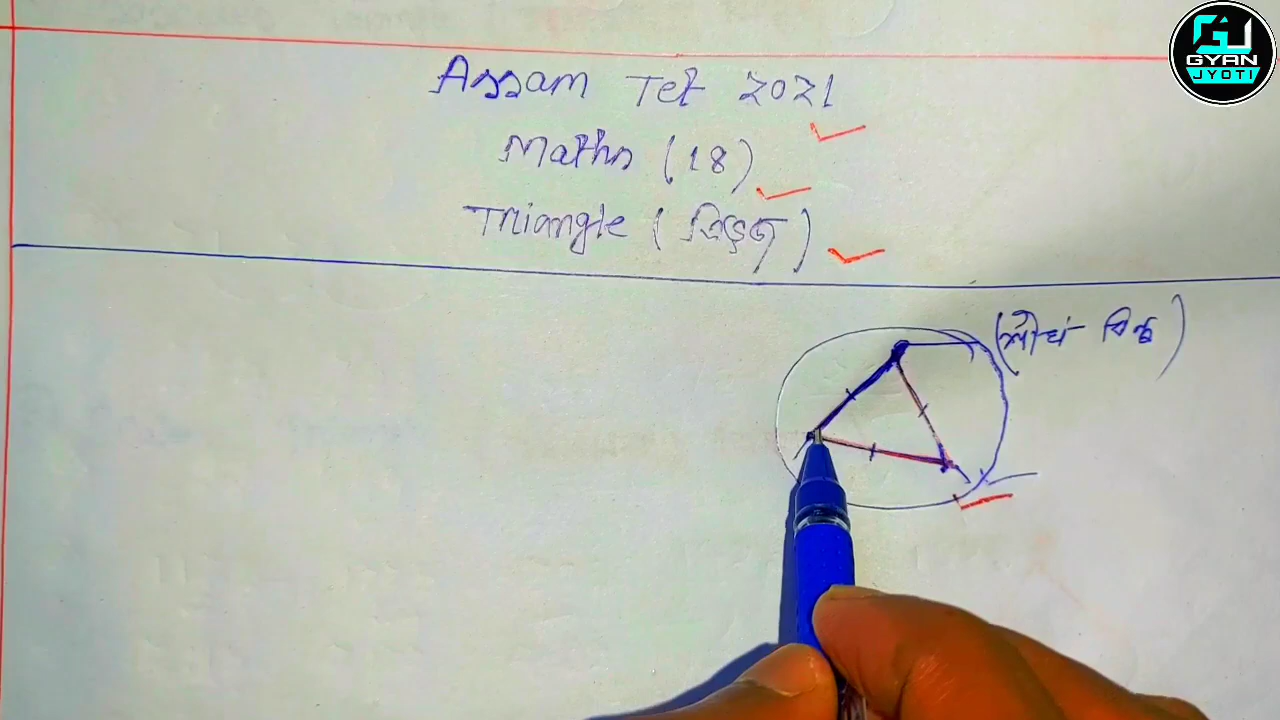 GYAN
JYOTI
Assam Tet 2021
Maths (18)
Triangle (ত্ৰিভুজ)
(শীৰ্ষ বিন্দু)